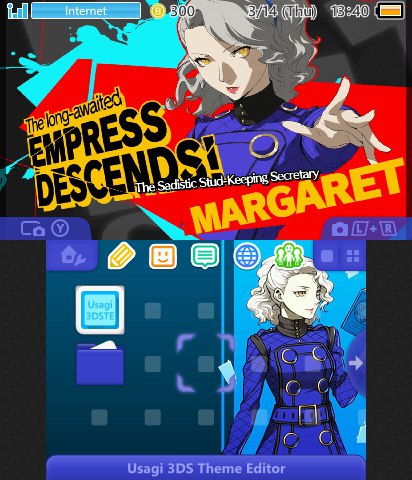 Internet
300
3/14 (Thu)
13:40
The long-awaited
EMPRESS
DESCENDS!
The Sadistic Stud-Keeping Secretary
MARGARET
Y
L+R
Usagi
3DSTE
Usagi 3DS Theme Editor